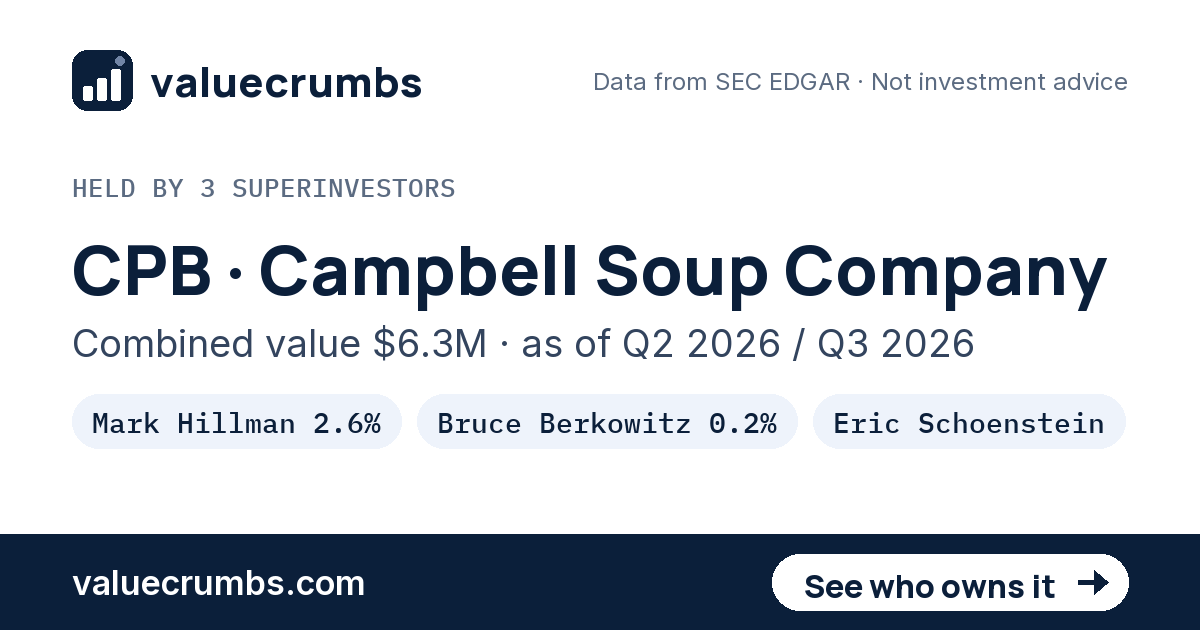 valuecrumbs
Data from SEC EDGAR · Not investment advice
HELD BY 3 SUPERINVESTORS
CPB · Campbell Soup Company
Combined value $6.3M · as of Q2 2026 / Q3 2026
Mark Hillman 2.6%
Bruce Berkowitz 0.2%
Eric Schoenstein
valuecrumbs.com
See who owns it →